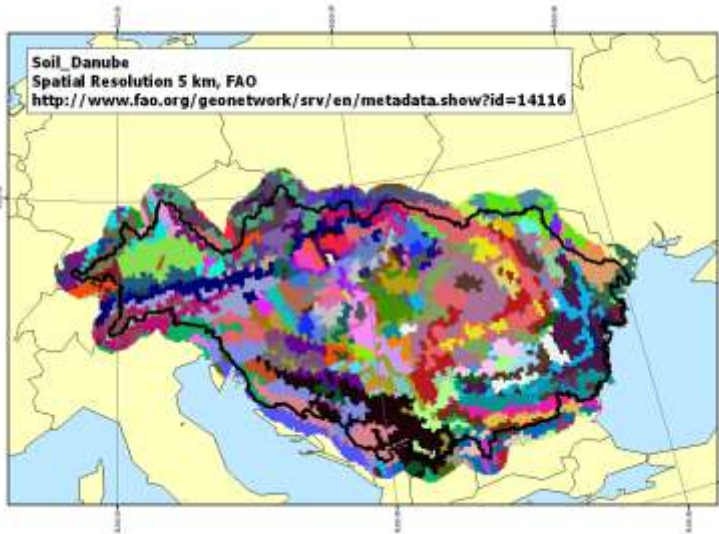 Soil_Danube
Spatial Resolution 5 km, FAO
http://www.fao.org/geonetwork/srv/en/metadata.show?id=14116